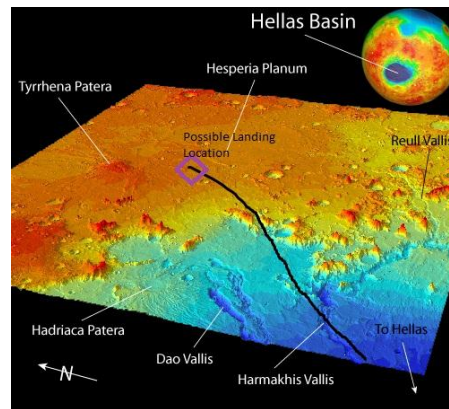 Hellas Basin
Hesperia Planum
Tyrrhena Patera
Possible Landing
Location
Reull Vallis
Hadriaca Patera
To Hellas
Dao Vallis
N
Harmakhis Vallis